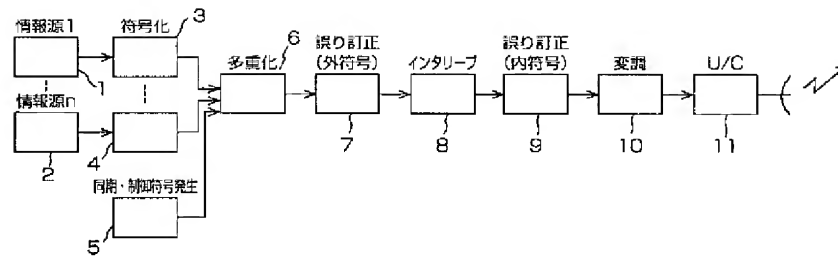 情報源1
1
符号化
3
情報源n
2
4
同期・制御符号発生
5
多重化
6
誤り訂正
(外符号)
7
インタリーブ
8
誤り訂正
(内符号)
9
変調
10
U/C
11